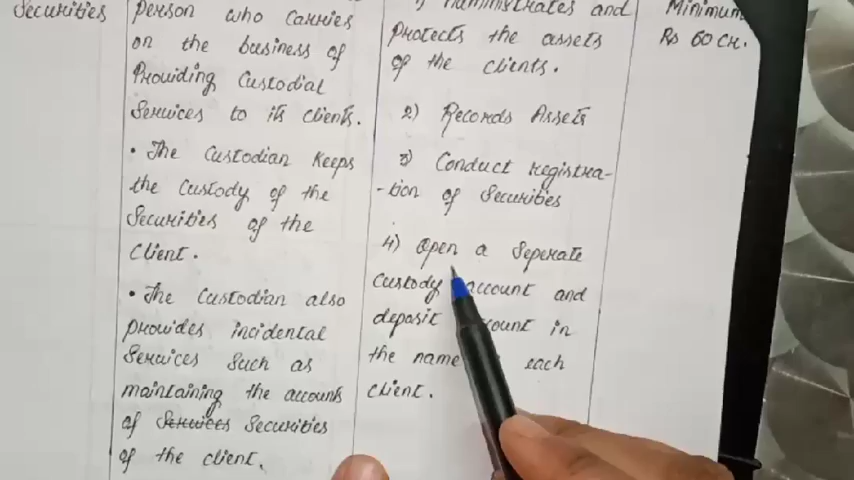 Securities
Person who carries
on the business of
Providing Custodial
Services to its clients.
• The Custodian keeps
the custody of the
Securities of the
Client.
• The Custodian also
provides incidental
Services such as
maintaining the accounts
of Services Securities
of the client.
1) Administrates and
Protects the assets
of the clients.
2) Records Assets
3) Conduct registra-
-tion of Securities
4) Open a Seperate
Custody account and
deposit account in
the name each
client.
Minimum
Rs 60 cr.